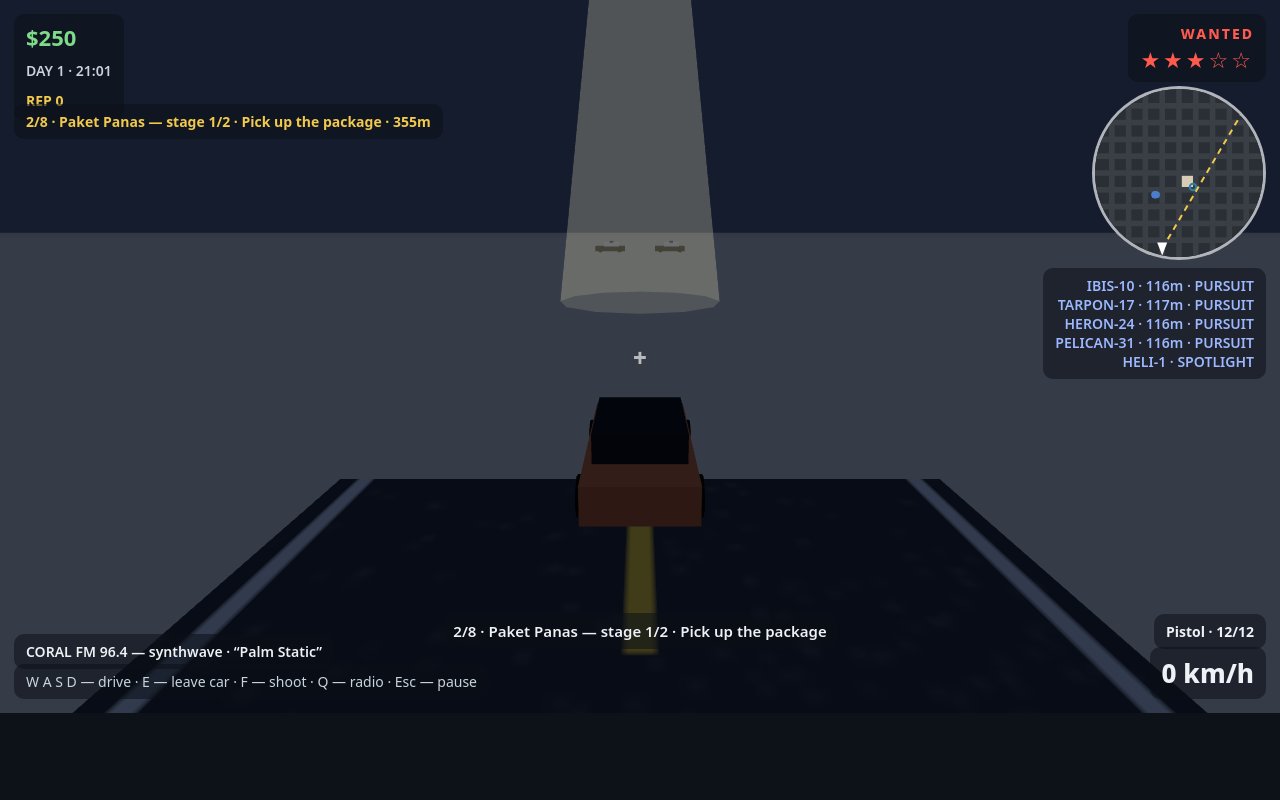 $250
DAY 1 · 21:01
REP 0
2/8 · Paket Panas — stage 1/2 · Pick up the package · 355m
WANTED
★★★☆☆
IBIS-10 · 116m · PURSUIT
TARPON-17 · 117m · PURSUIT
HERON-24 · 116m · PURSUIT
PELICAN-31 · 116m · PURSUIT
HELI-1 · SPOTLIGHT
2/8 · Paket Panas — stage 1/2 · Pick up the package
CORAL FM 96.4 — synthwave · “Palm Static”
W A S D — drive · E — leave car · F — shoot · Q — radio · Esc — pause
Pistol · 12/12
0 km/h